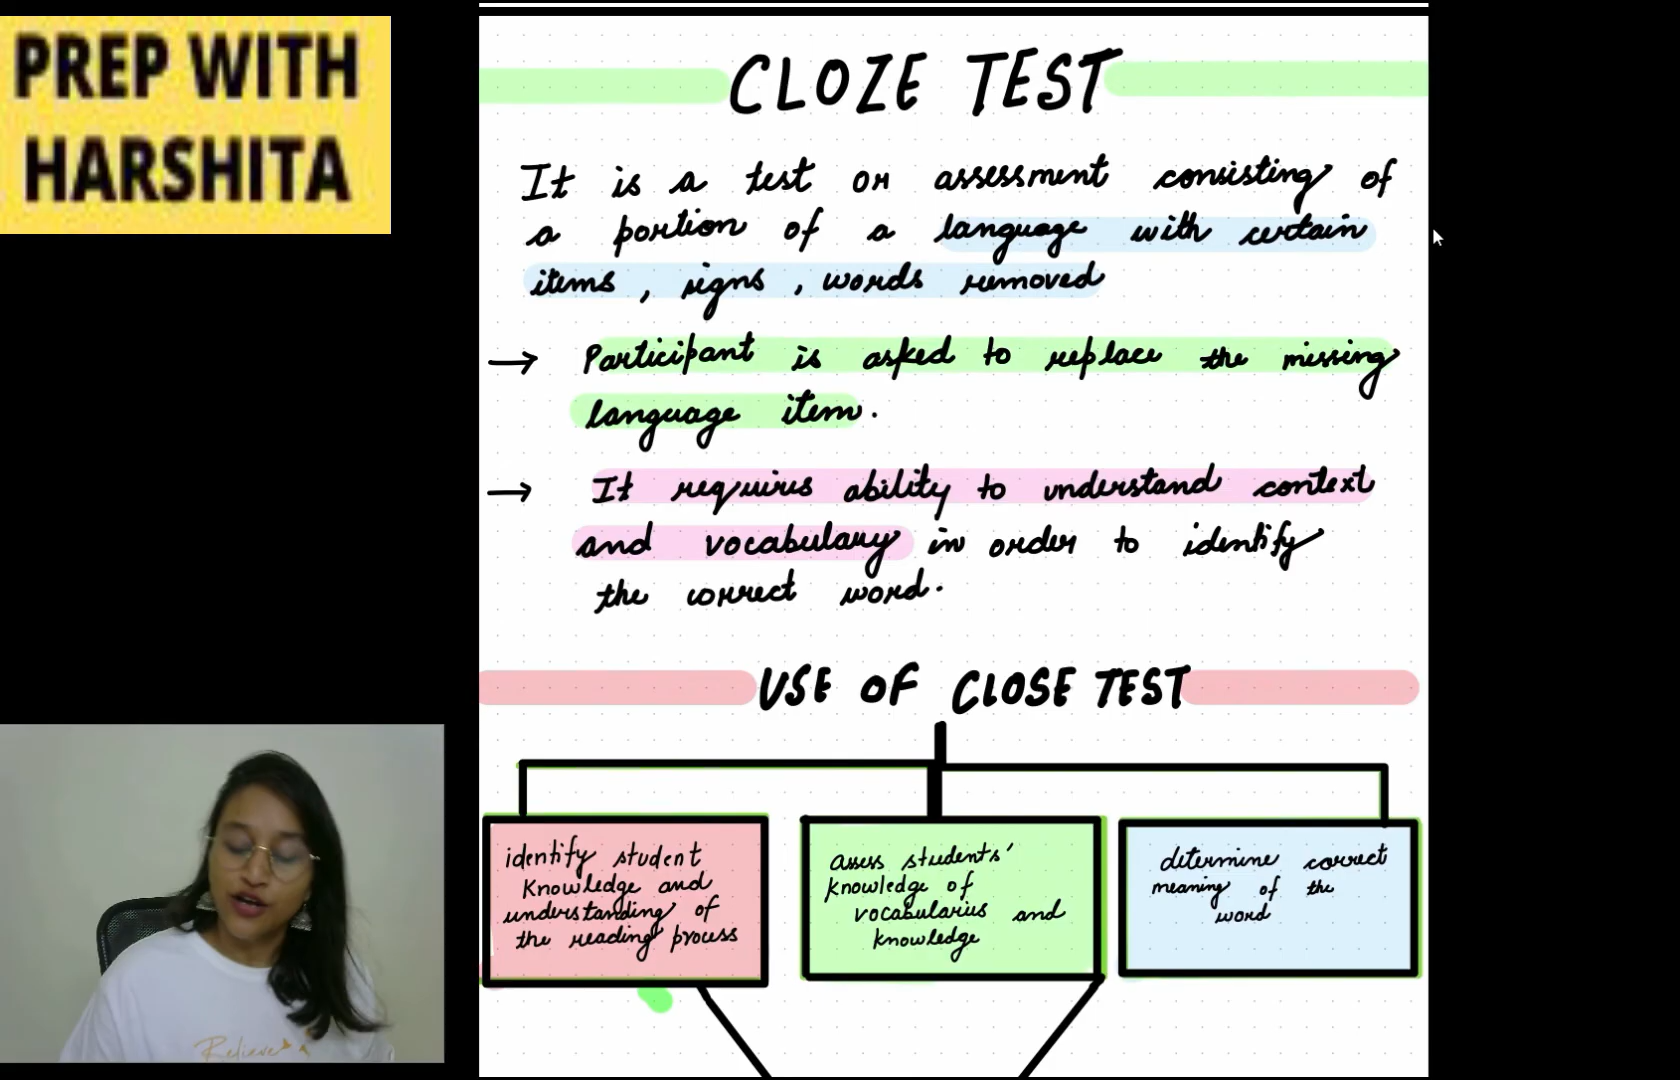 PREP WITH
HARSHITA
CLOZE TEST
It is a test or assessment consisting of
a portion of a language with certain
items, signs, words removed
→ Participant is asked to replace the missing
language item.
→ It requires ability to understand context
and vocabulary in order to identify
the correct word.
USE OF CLOSE TEST
identify student
knowledge and
understanding of
the reading process
assess students'
knowledge of
vocabularies and
knowledge
determine correct
meaning of the
word
Believe